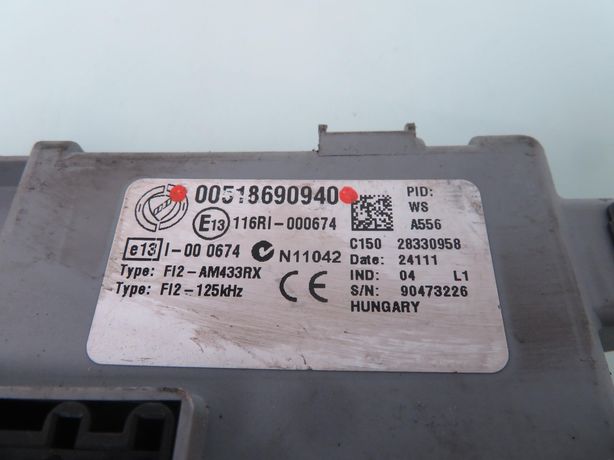 00518690940
E13 116RI-000674
e13 I-00 0674 N11042
Type: FI2-AM433RX
Type: FI2-125kHz
CE
PID:
WS
A556
C150 28330958
Date: 24111
IND: 04 L1
S/N: 90473226
HUNGARY